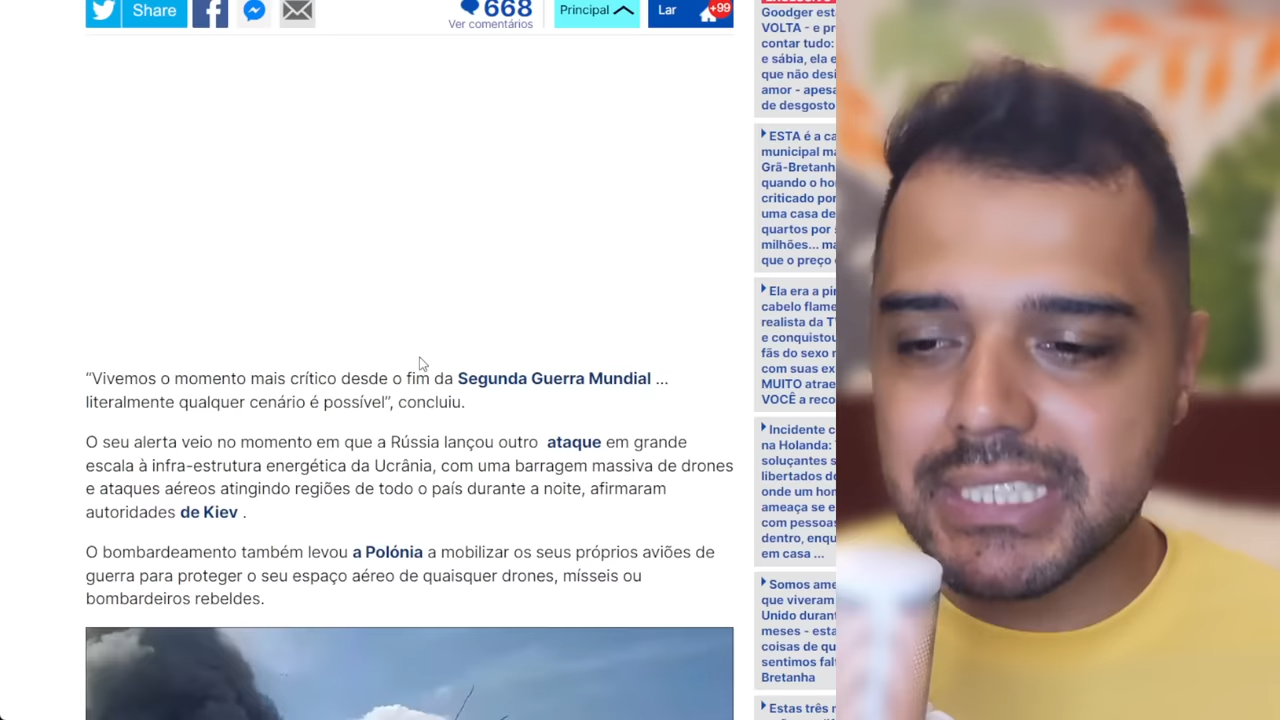 Share
668
Ver comentários
Principal
Lar
+99
“Vivemos o momento mais crítico desde o fim da Segunda Guerra Mundial ...
literalmente qualquer cenário é possível”, concluiu.
O seu alerta veio no momento em que a Rússia lançou outro ataque em grande
escala à infra-estrutura energética da Ucrânia, com uma barragem massiva de drones
e ataques aéreos atingindo regiões de todo o país durante a noite, afirmaram
autoridades de Kiev .
O bombardeamento também levou a Polónia a mobilizar os seus próprios aviões de
guerra para proteger o seu espaço aéreo de quaisquer drones, mísseis ou
bombardeiros rebeldes.
Goodger est
VOLTA - e pr
contar tudo:
e sábia, ela e
que não desi
amor - apesa
de desgosto
ESTA é a ca
municipal ma
Grã-Bretanh
quando o ho
criticado por
uma casa de
quartos por
milhões... ma
que o preço
Ela era a pi
cabelo flame
realista da T
e conquistou
fãs do sexo
com suas ex
MUITO atrae
VOCÊ a reco
Incidente c
na Holanda:
soluçantes s
libertados d
onde um ho
ameaça se e
com pessoas
dentro, enqu
em casa ...
Somos ame
que viveram
Unido duran
meses - esta
coisas de qu
sentimos fal
Bretanha
Estas três